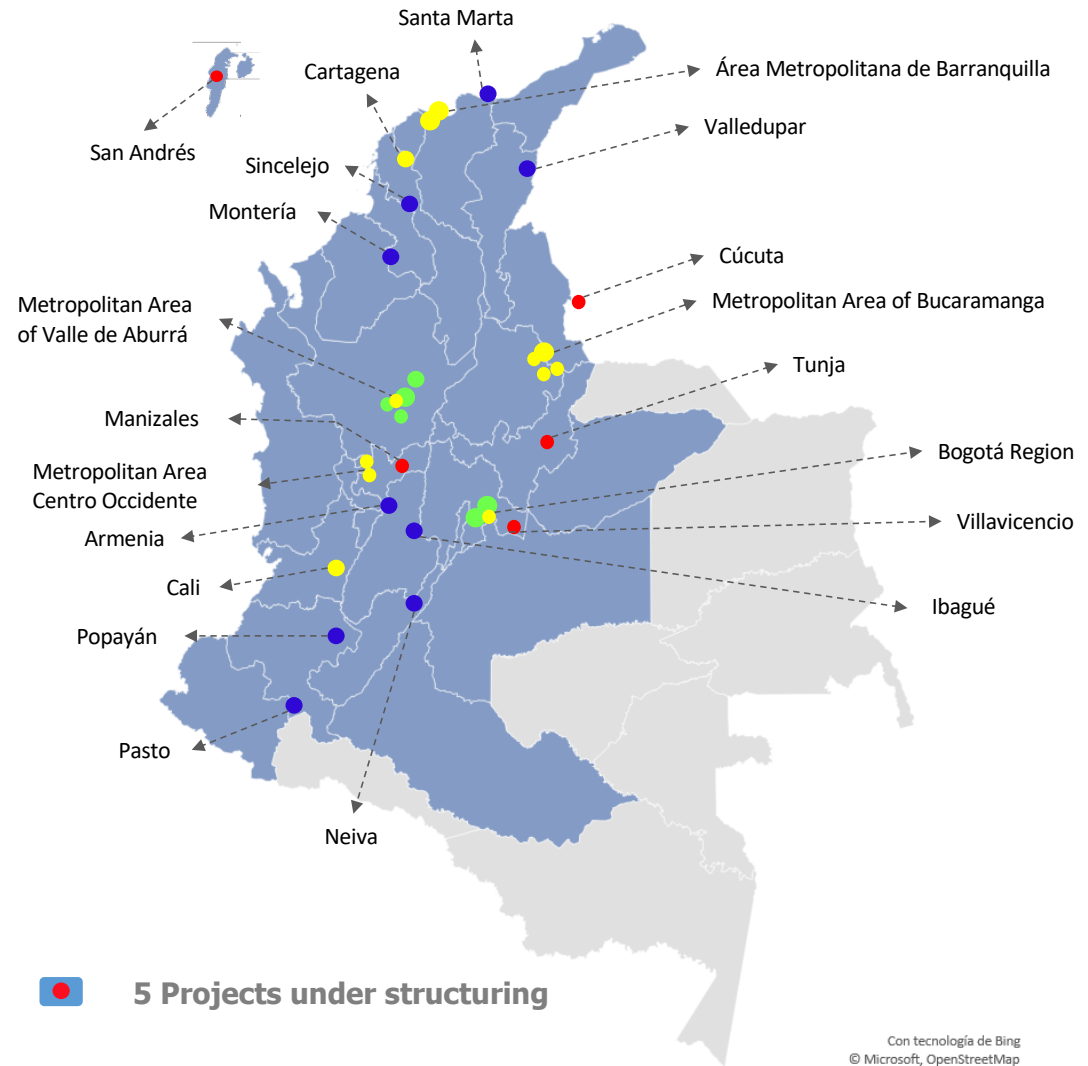 Santa Marta
Cartagena
Área Metropolitana de Barranquilla
San Andrés
Valledupar
Sincelejo
Montería
Cúcuta
Metropolitan Area
of Valle de Aburrá
Metropolitan Area of Bucaramanga
Tunja
Manizales
Bogotá Region
Metropolitan Area
Centro Occidente
Villavicencio
Armenia
Cali
Ibagué
Popayán
Pasto
Neiva
5 Projects under structuring
Con tecnología de Bing
© Microsoft, OpenStreetMap